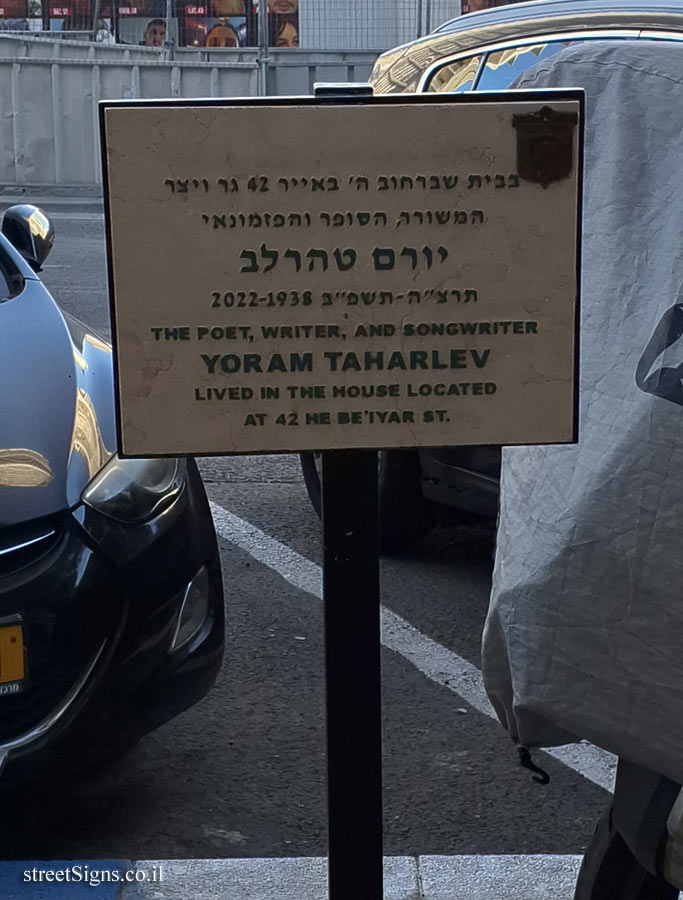 בבית שברחוב ה' באייר 42 גר ויצר
המשורר, הסופר והפזמונאי
יורם טהרלב
תרצ"ה-תשפ"ב 2022-1938
THE POET, WRITER, AND SONGWRITER
YORAM TAHARLEV
LIVED IN THE HOUSE LOCATED
AT 42 HE BE'IYAR ST.
streetSigns.co.il